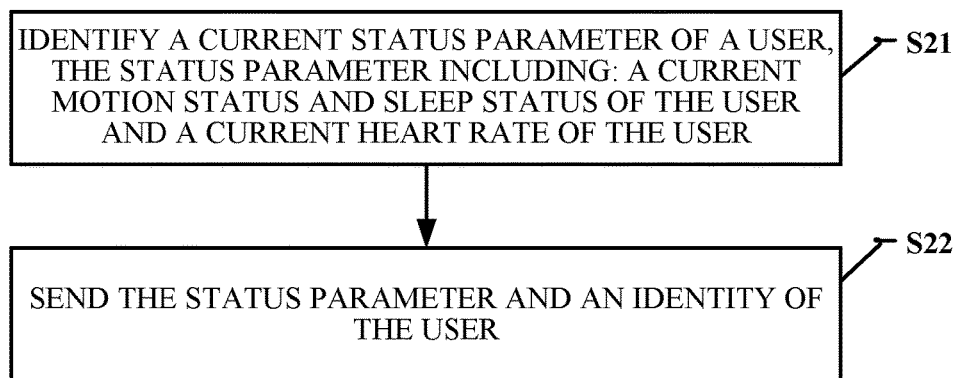 IDENTIFY A CURRENT STATUS PARAMETER OF A USER,
THE STATUS PARAMETER INCLUDING: A CURRENT
MOTION STATUS AND SLEEP STATUS OF THE USER
AND A CURRENT HEART RATE OF THE USER
S21
SEND THE STATUS PARAMETER AND AN IDENTITY OF
THE USER
S22